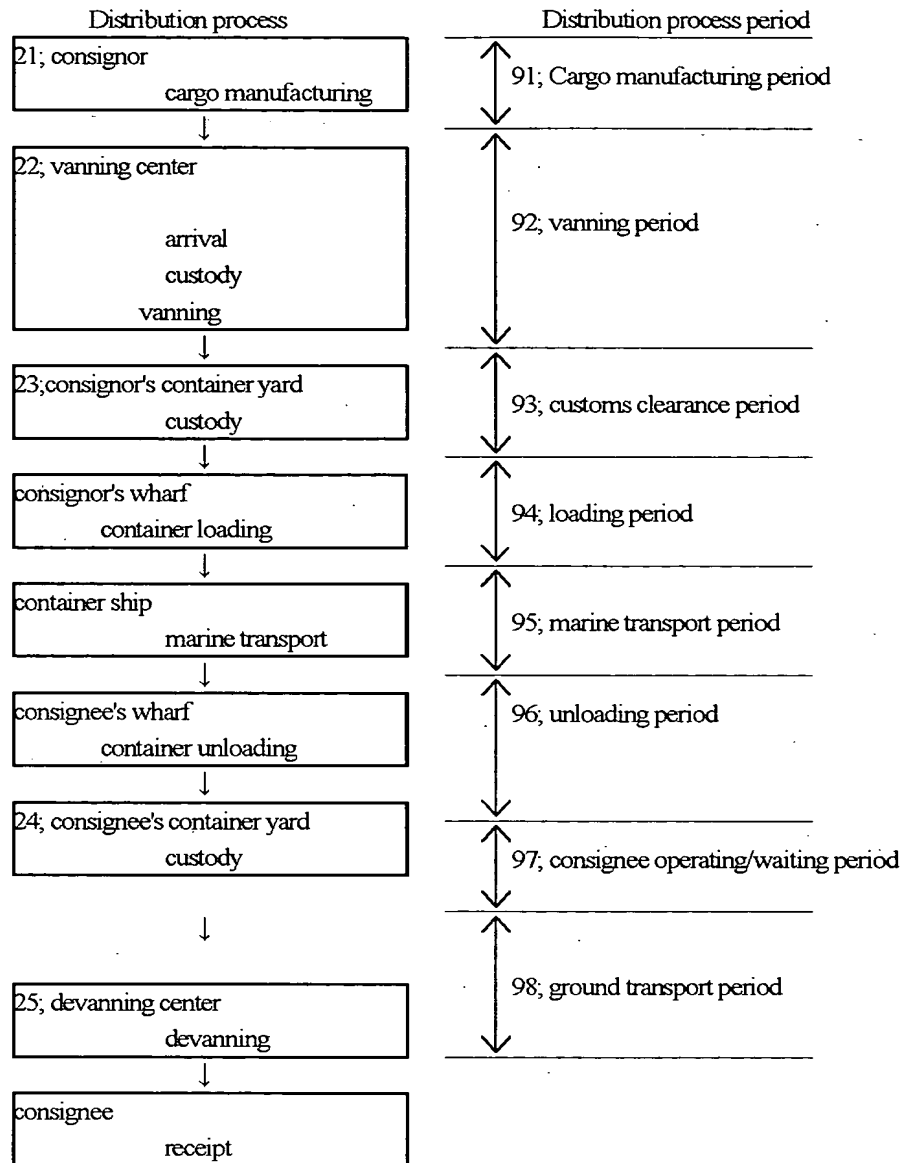 Distribution process
Distribution process period
21; consignor
cargo manufacturing
91; Cargo manufacturing period
↓
22; vanning center
arrival
custody
vanning
92; vanning period
↓
23;consignor's container yard
custody
93; customs clearance period
↓
consignor's wharf
container loading
94; loading period
↓
container ship
marine transport
95; marine transport period
↓
consignee's wharf
container unloading
96; unloading period
↓
24; consignee's container yard
custody
97; consignee operating/waiting period
↓
25; devanning center
devanning
98; ground transport period
↓
consignee
receipt